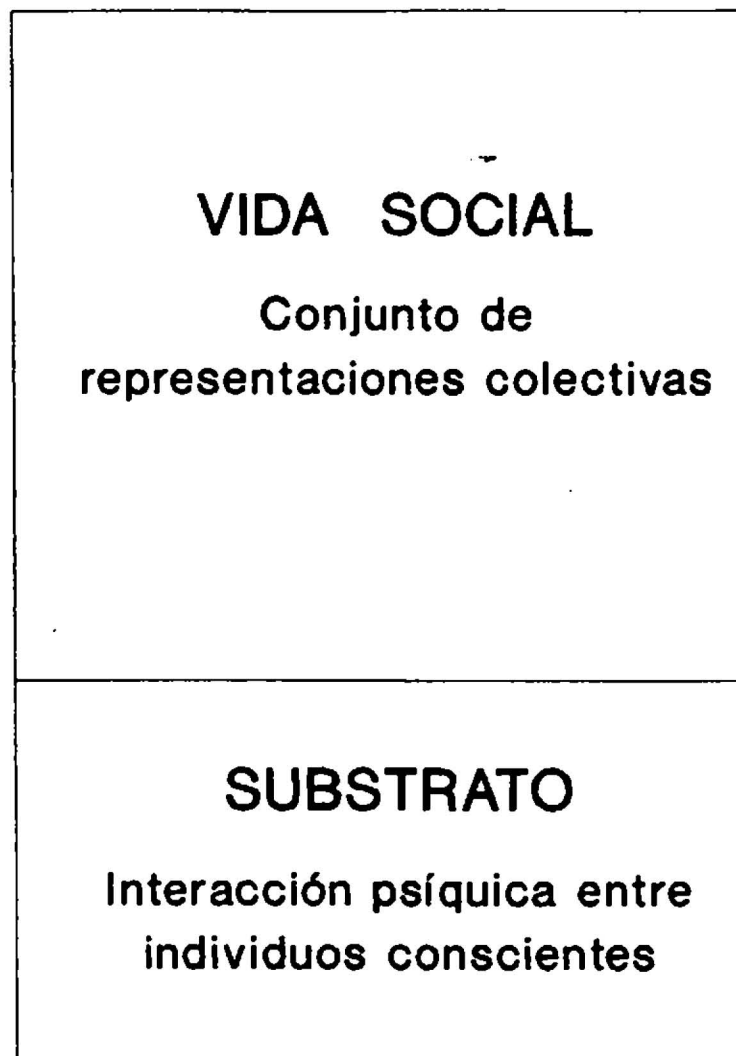 VIDA SOCIAL
Conjunto de
representaciones colectivas
SUBSTRATO
Interacción psíquica entre
individuos conscientes